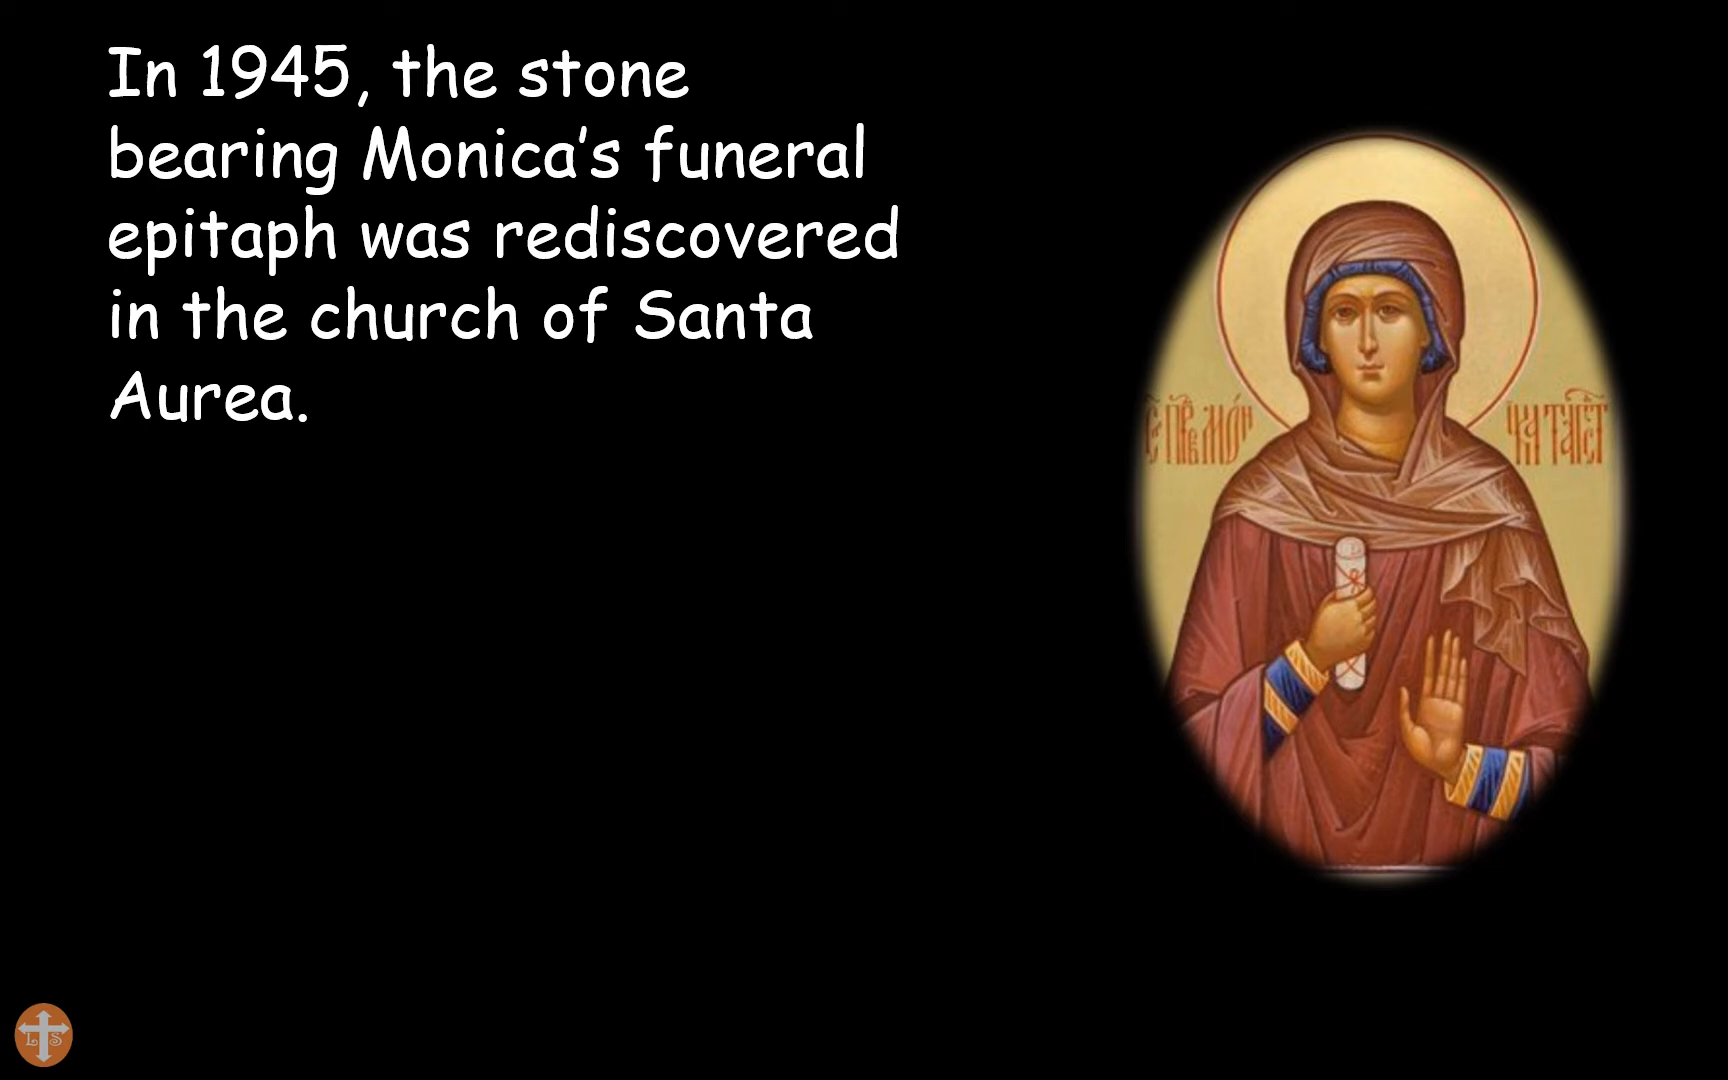 In 1945, the stone
bearing Monica’s funeral
epitaph was rediscovered
in the church of Santa
Aurea.
L S